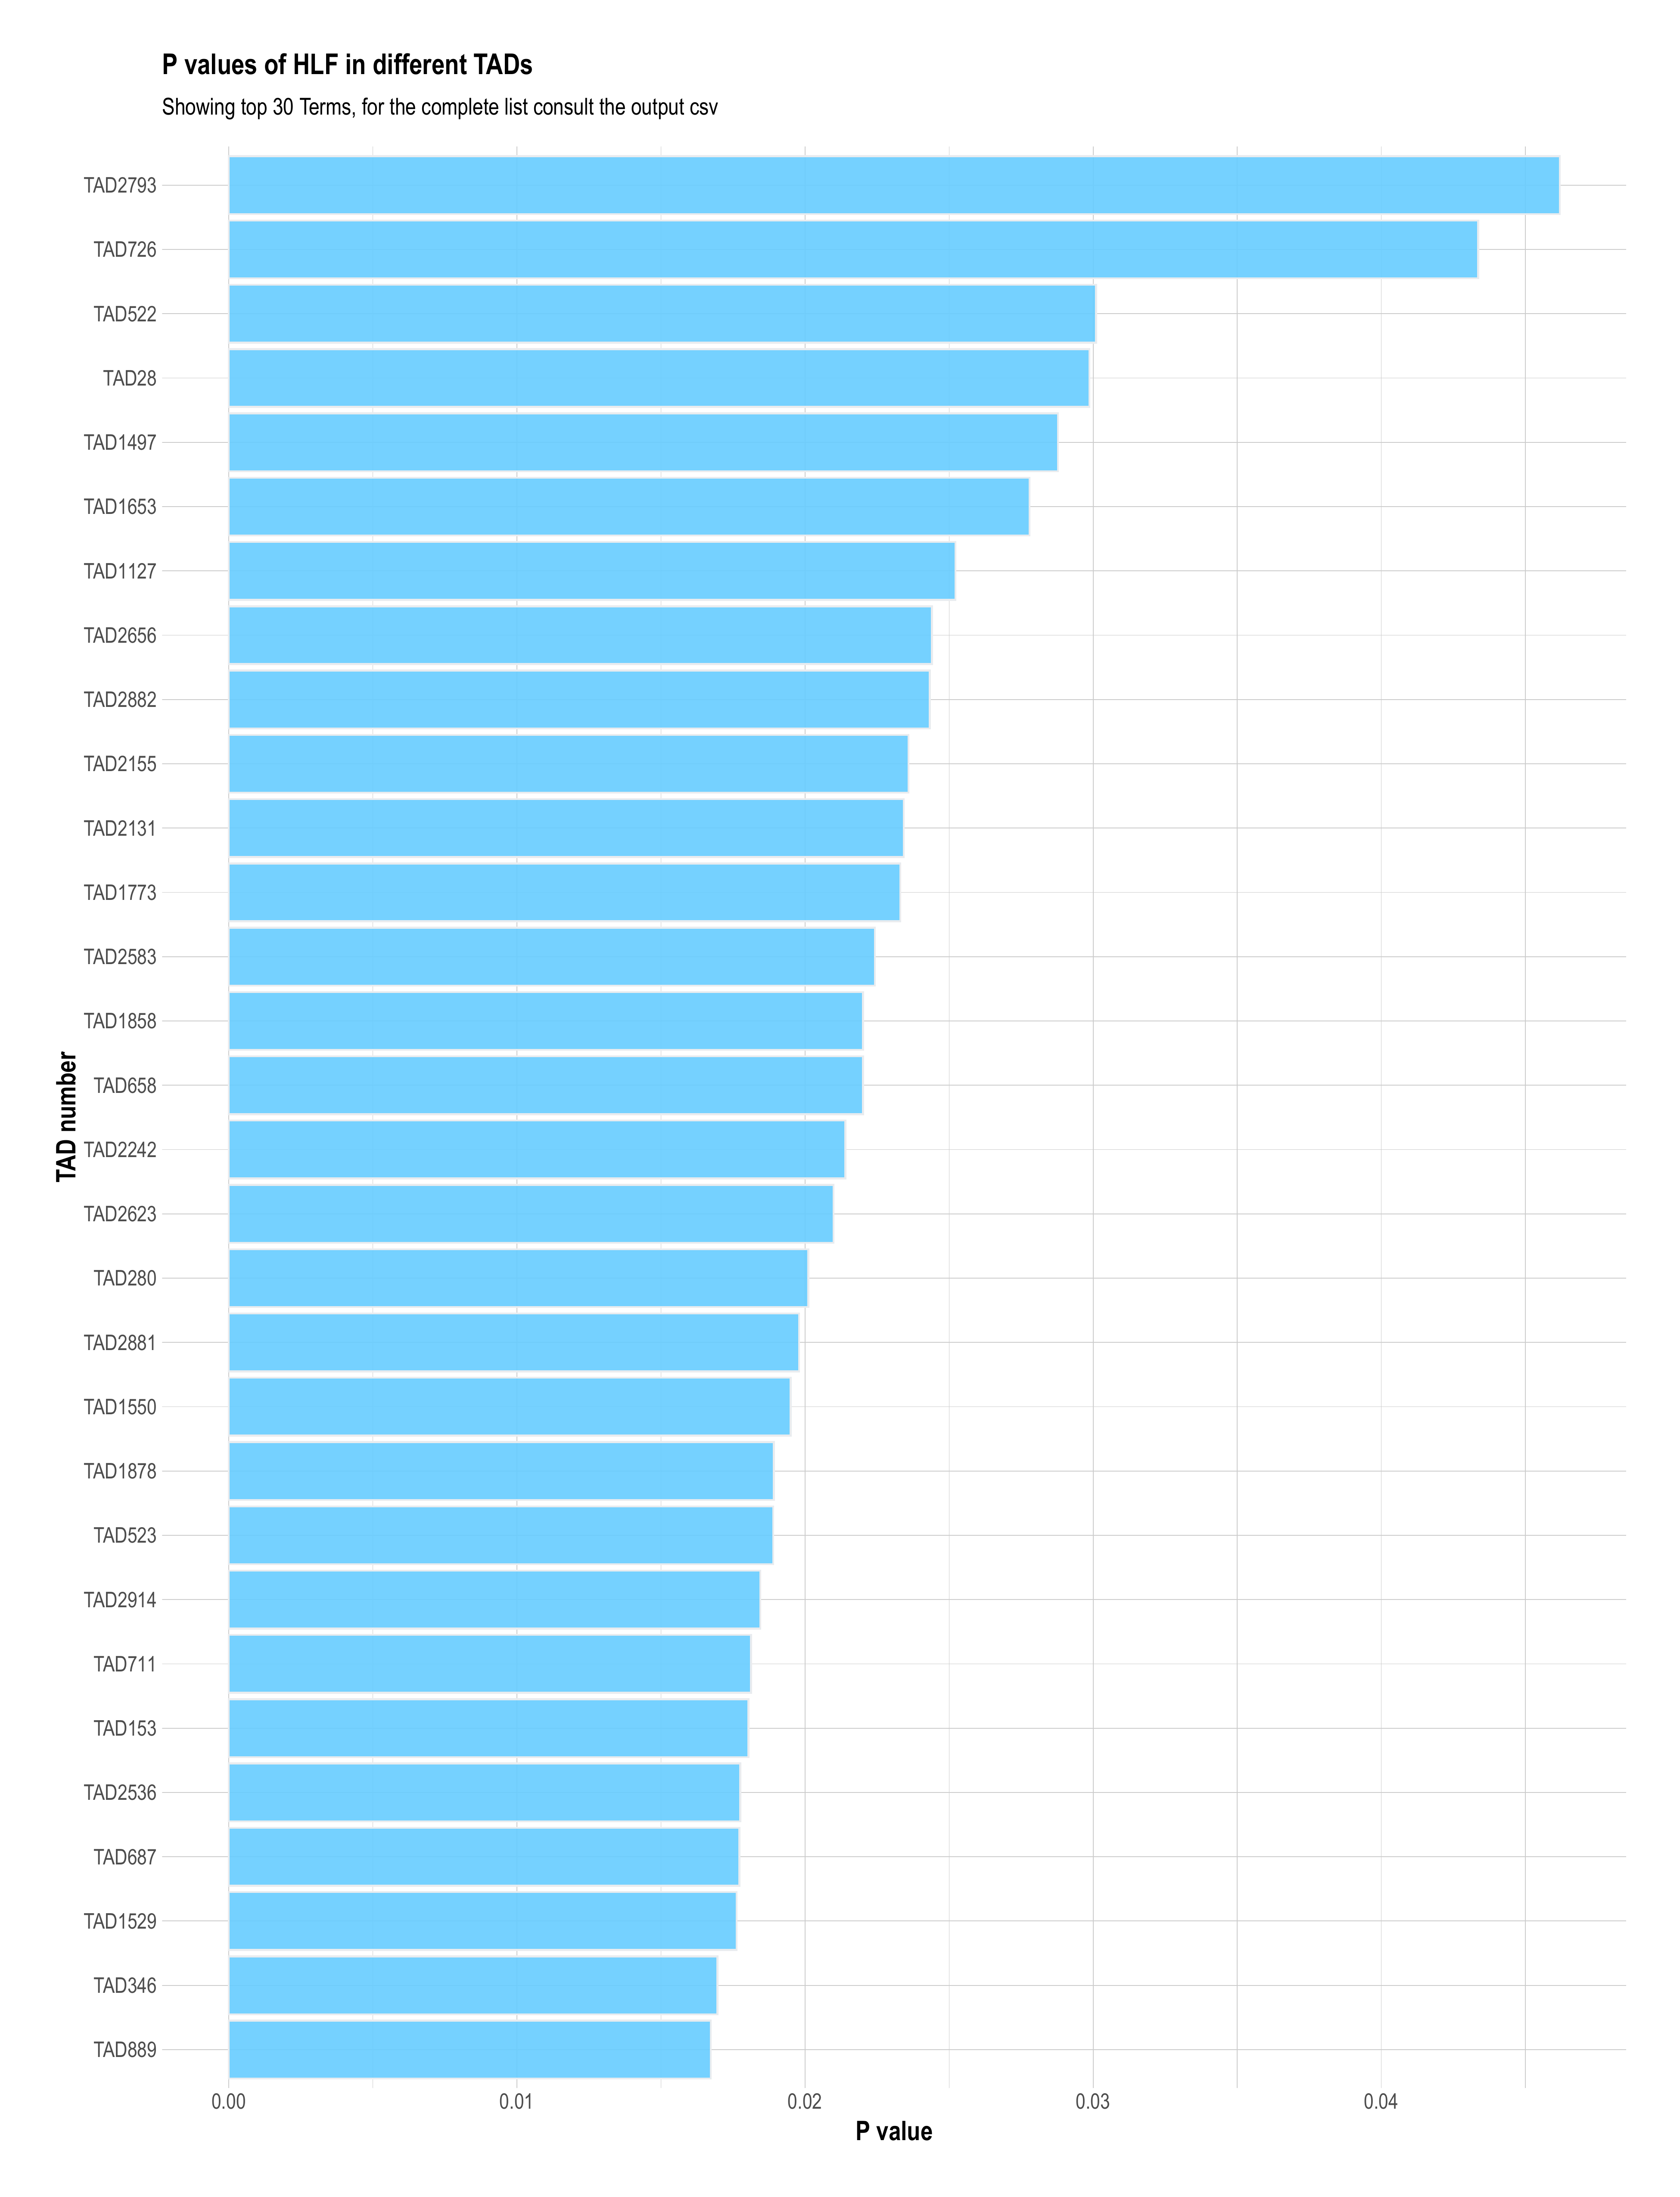 P values of HLF in different TADs
Showing top 30 Terms, for the complete list consult the output csv
TAD2793
TAD726
TAD522
TAD28
TAD1497
TAD1653
TAD1127
TAD2656
TAD2882
TAD2155
TAD2131
TAD1773
TAD2583
TAD1858
TAD658
TAD2242
TAD2623
TAD280
TAD2881
TAD1550
TAD1878
TAD523
TAD2914
TAD711
TAD153
TAD2536
TAD687
TAD1529
TAD346
TAD889
TAD number
0.00 0.01 0.02 0.03 0.04
P value